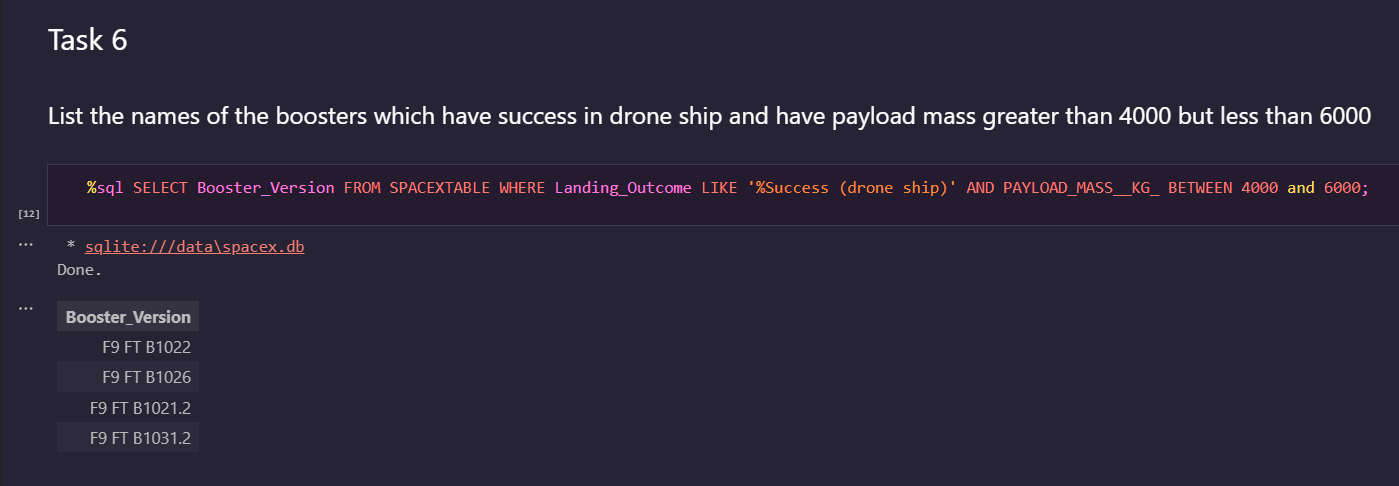 Task 6
List the names of the boosters which have success in drone ship and have payload mass greater than 4000 but less than 6000
%sql SELECT Booster_Version FROM SPACEXTABLE WHERE Landing_Outcome LIKE '%Success (drone ship)' AND PAYLOAD_MASS__KG_ BETWEEN 4000 and 6000;
[12]
... * sqlite:///data\spacex.db
Done.
...
Booster_Version
F9 FT B1022
F9 FT B1026
F9 FT B1021.2
F9 FT B1031.2